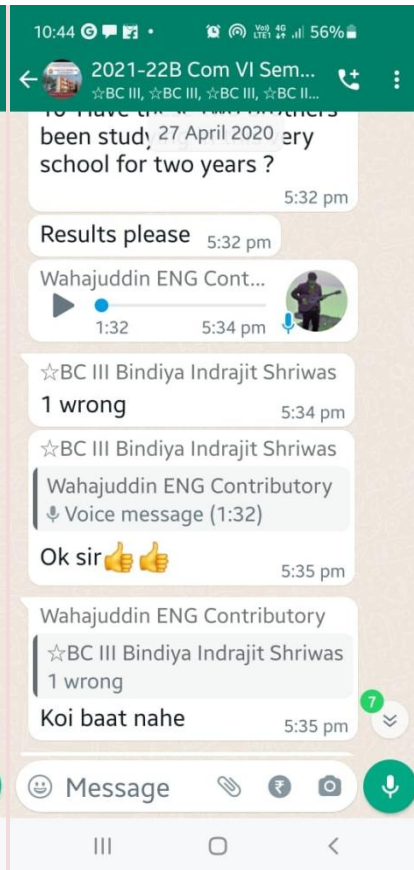 10:44
Vo)) 4G
LTE1
56%
2021-22B Com VI Sem...
☆BC III, ☆BC III, ☆BC III, ☆BC II...
27 April 2020
been study
ery
school for two years ?
5:32 pm
Results please 5:32 pm
Wahajuddin ENG Cont...
1:32 5:34 pm
☆BC III Bindiya Indrajit Shriwas
1 wrong 5:34 pm
☆BC III Bindiya Indrajit Shriwas
Wahajuddin ENG Contributory
Voice message (1:32)
Ok sir👍👍 5:35 pm
Wahajuddin ENG Contributory
☆BC III Bindiya Indrajit Shriwas
1 wrong
7
Koi baat nahe 5:35 pm
Message